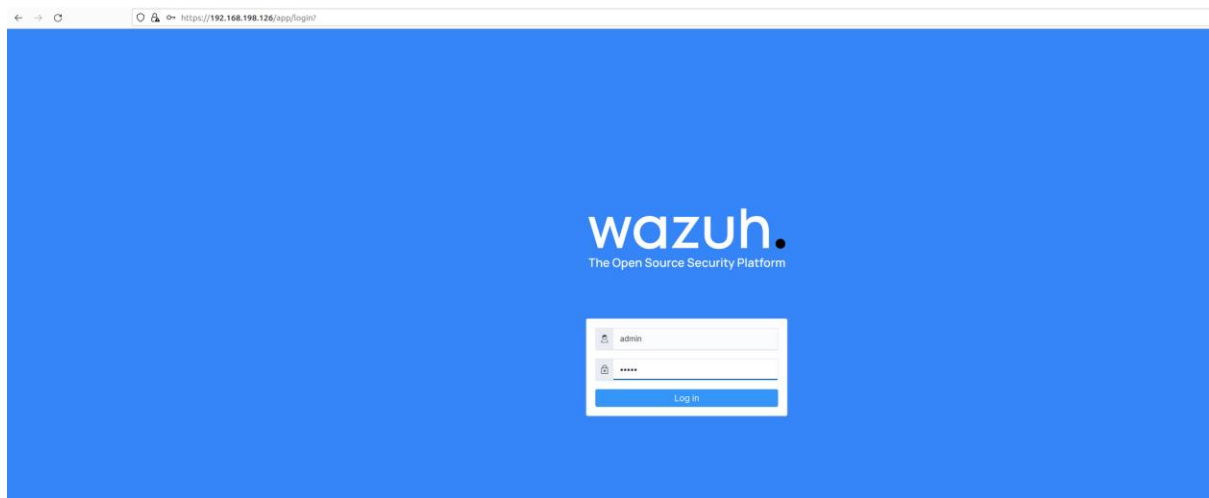 https://192.168.198.126/app/login?
wazuh.
The Open Source Security Platform
admin
•••••
Log in